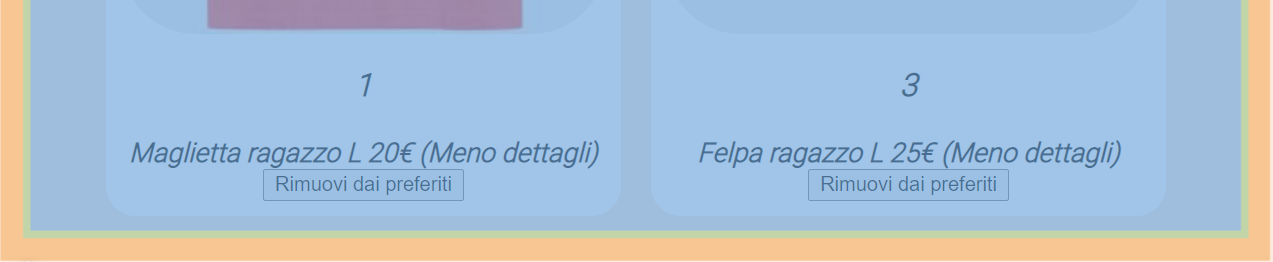 1
3
Maglietta ragazzo L 20€ (Meno dettagli)
Felpa ragazzo L 25€ (Meno dettagli)
Rimuovi dai preferiti
Rimuovi dai preferiti